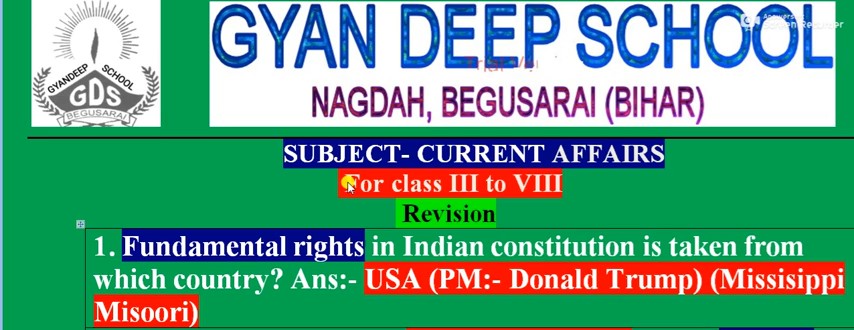 GYANDEEP SCHOOL
GDS
BEGUSARAI
GYAN DEEP SCHOOL
NAGDAH, BEGUSARAI (BIHAR)
SUBJECT- CURRENT AFFAIRS
For class III to VIII
Revision
1. Fundamental rights in Indian constitution is taken from
which country? Ans:- USA (PM:- Donald Trump) (Missisippi
Misoori)